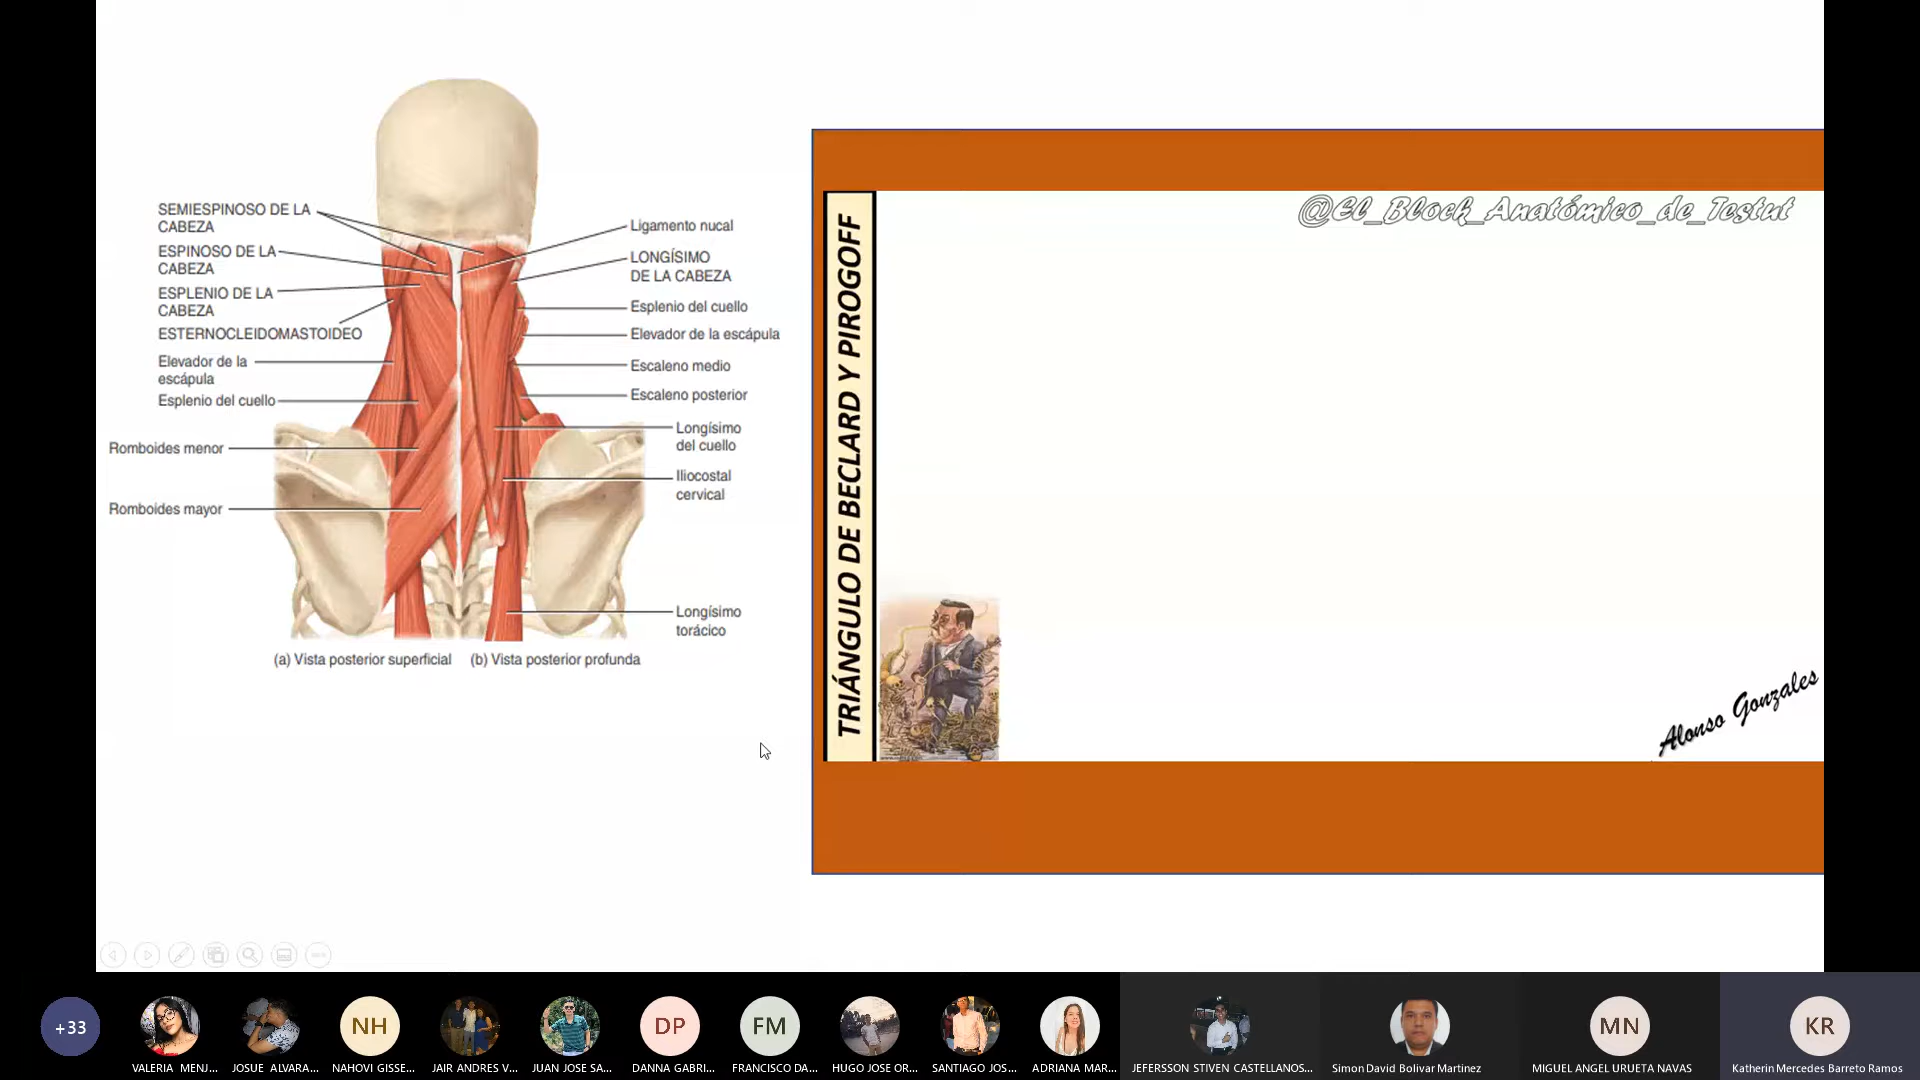 SEMIESPINOSO DE LA
CABEZA
ESPINOSO DE LA
CABEZA
ESPLENIO DE LA
CABEZA
ESTERNOCLEIDOMASTOIDEO
Elevador de la
escápula
Esplenio del cuello
Romboides menor
Romboides mayor
Ligamento nucal
LONGÍSIMO
DE LA CABEZA
Esplenio del cuello
Elevador de la escápula
Escaleno medio
Escaleno posterior
Longísimo
del cuello
Iliocostal
cervical
Longísimo
torácico
(a) Vista posterior superficial
(b) Vista posterior profunda
TRIÁNGULO DE BECLARD Y PIROGOFF
@El_Block_Anatómico_de_Testut
Alonso Gonzales
+33
VALERIA MENJ...
JOSUE ALVARA...
NH
NAHOVI GISSE...
JAIR ANDRES V...
JUAN JOSE SA...
DP
DANNA GABRI...
FM
FRANCISCO DA...
HUGO JOSE OR...
SANTIAGO JOS...
ADRIANA MAR...
JEFERSSON STIVEN CASTELLANOS...
Simon David Bolivar Martinez
MN
MIGUEL ANGEL URUETA NAVAS
KR
Katherin Mercedes Barreto Ramos